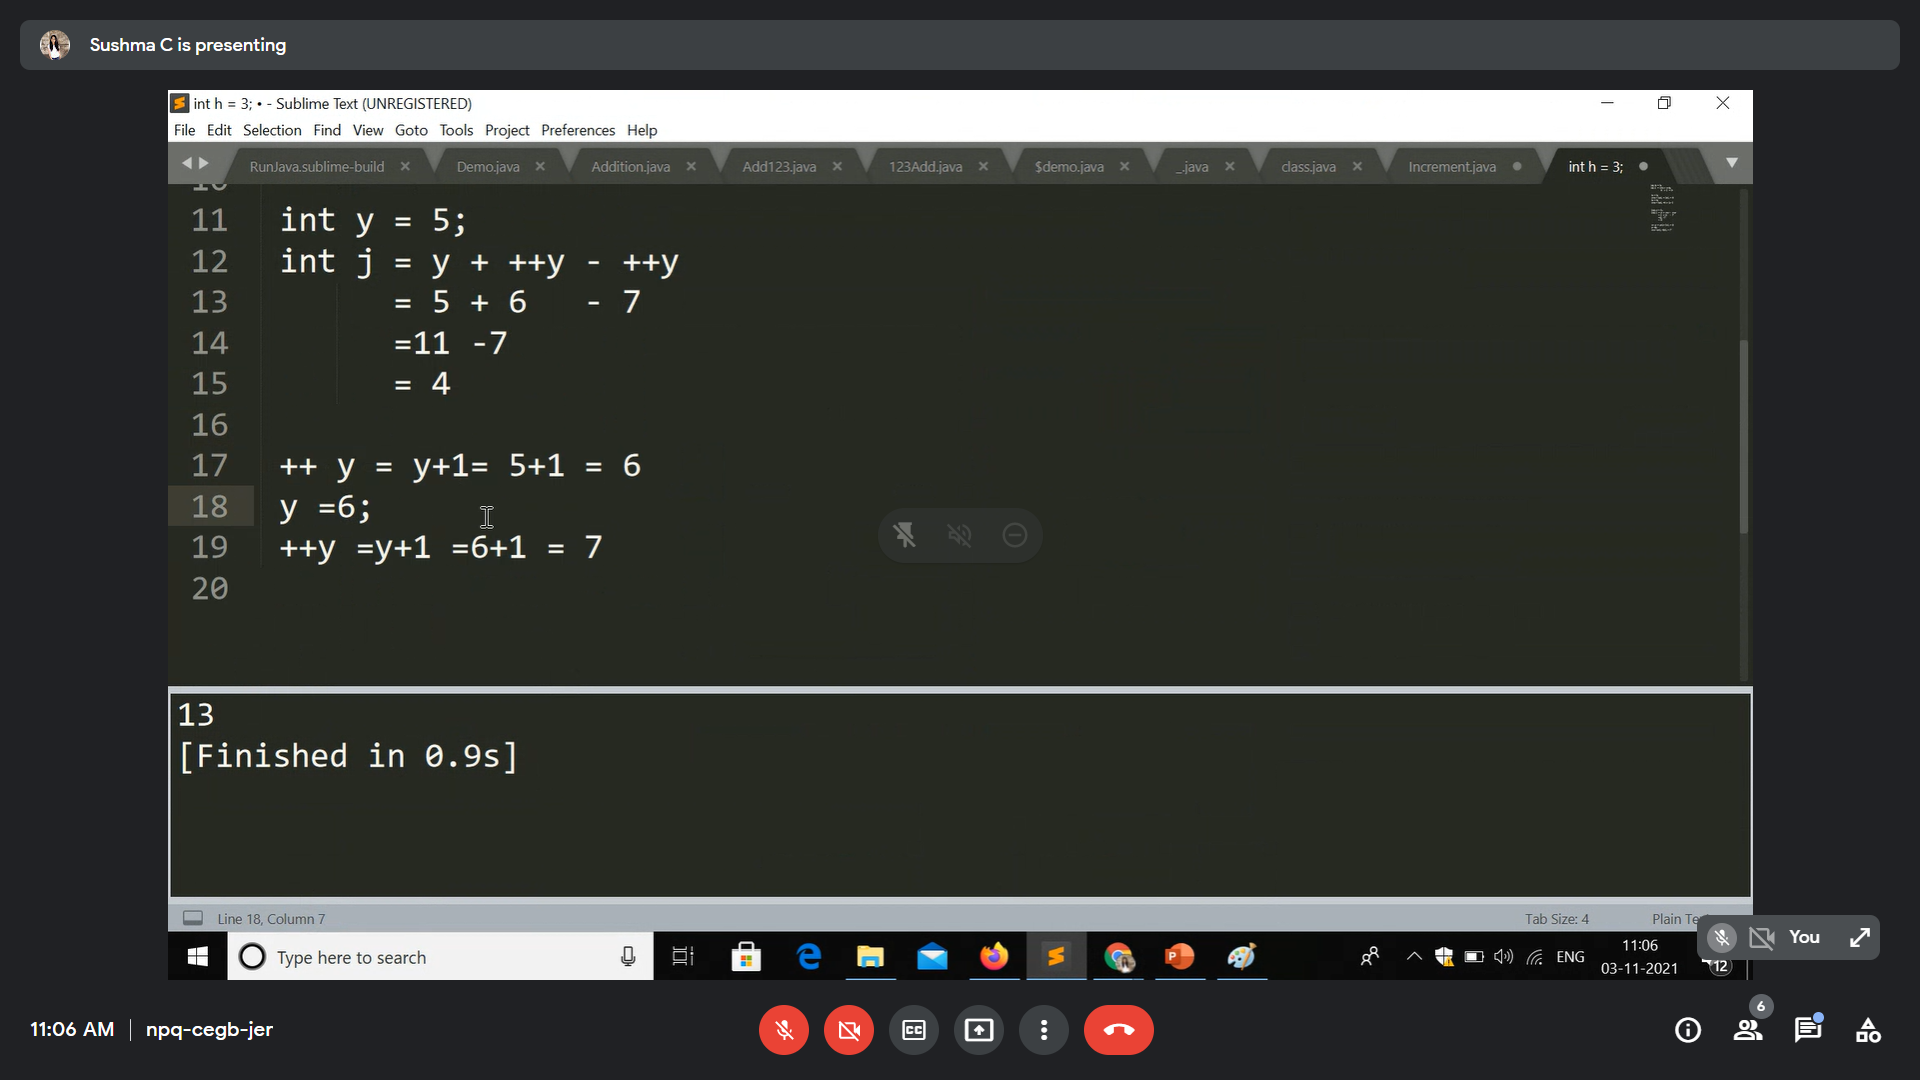 Sushma C is presenting
int h = 3; • - Sublime Text (UNREGISTERED)
File Edit Selection Find View Goto Tools Project Preferences Help
RunJava.sublime-build Demo.java Addition.java Add123.java 123Add.java $demo.java _.java class.java Increment.java int h = 3;
10
11 int y = 5;
12 int j = y + ++y - ++y
13 = 5 + 6 - 7
14 =11 -7
15 = 4
16
17 ++ y = y+1= 5+1 = 6
18 y =6;
19 ++y =y+1 =6+1 = 7
20
13
[Finished in 0.9s]
Line 18, Column 7 Tab Size: 4 Plain Te
You
Type here to search ENG 11:06
03-11-2021 12
11:06 AM | npq-cegb-jer CC 6